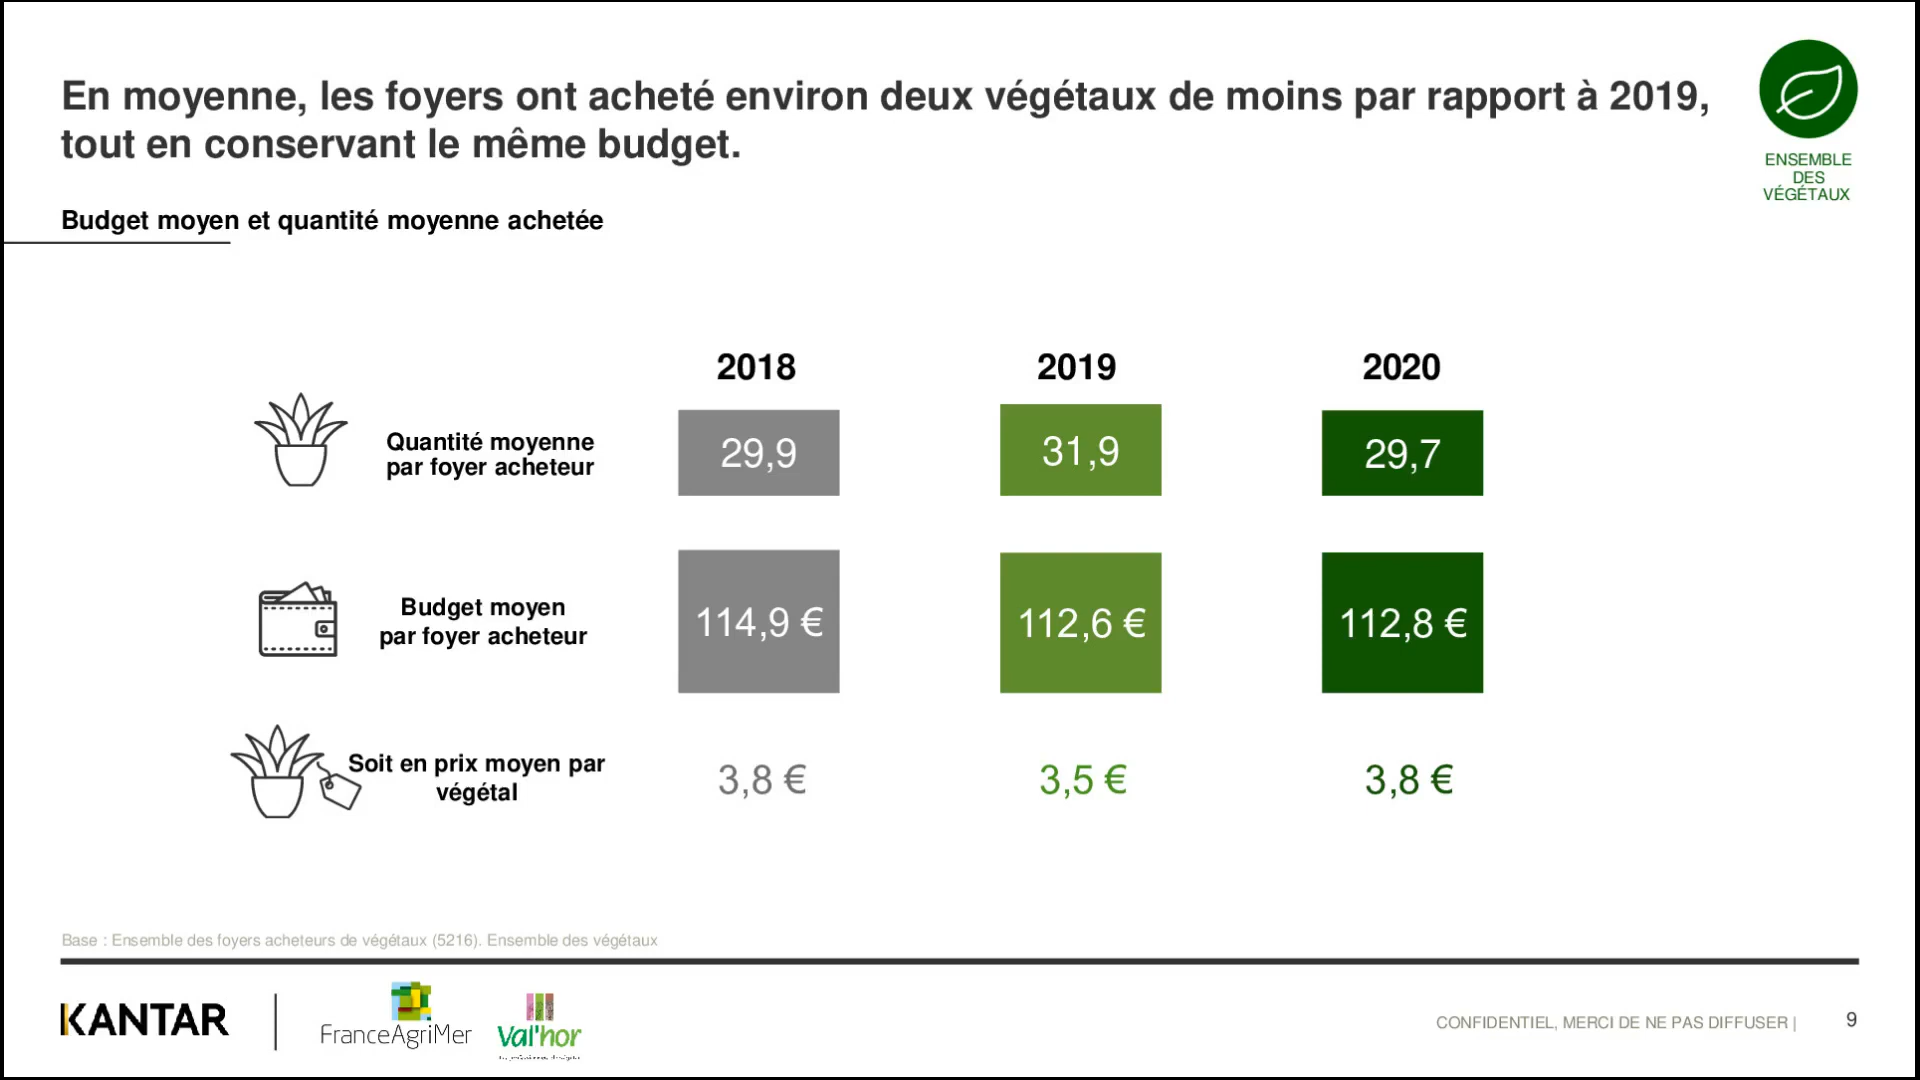 En moyenne, les foyers ont acheté environ deux végétaux de moins par rapport à 2019,
tout en conservant le même budget.
ENSEMBLE
DES
VÉGÉTAUX
Budget moyen et quantité moyenne achetée
2018
2019
2020
Quantité moyenne
par foyer acheteur
29,9
31,9
29,7
Budget moyen
par foyer acheteur
114,9 €
112,6 €
112,8 €
Soit en prix moyen par
végétal
3,8 €
3,5 €
3,8 €
Base : Ensemble des foyers acheteurs de végétaux (5216). Ensemble des végétaux
KANTAR
FranceAgriMer
Val'hor
CONFIDENTIEL, MERCI DE NE PAS DIFFUSER |
9